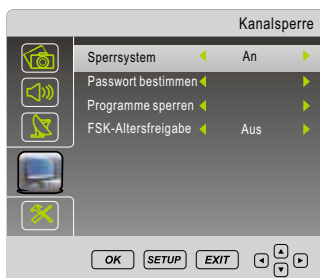 Kanalsperre
Sperrsystem An
Passwort bestimmen
Programme sperren
FSK-Altersfreigabe Aus
OK SETUP EXIT